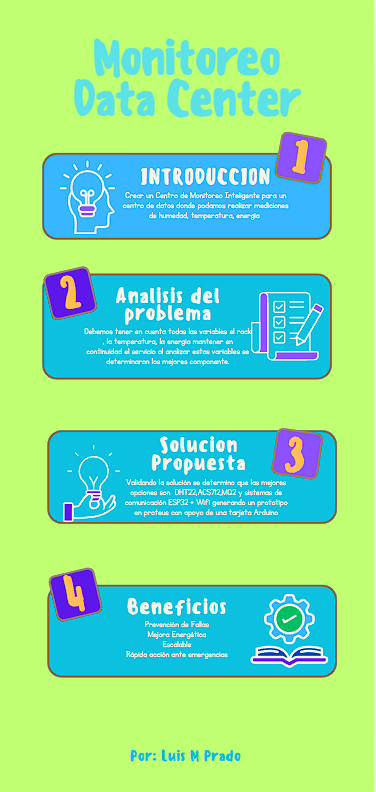 Monitoreo
Data Center
1
INTRODUCCION
Crear un Centro de Monitoreo Inteligente para un
centro de datos donde podamos realizar mediciones
de humedad, temperatura, energia
2
Analisis del
problema
Debemos tener en cuenta todas las variables el rack
, la temperatura, la energia mantener en
continuidad el servicio al analizar estas variables se
determinaron los mejores componente.
3
Solucion
Propuesta
Validando la solución se determino que las mejores
opciones son DHT22,ACS712,MQ2 y sistemas de
comunicación ESP32 + Wifi generando un prototipo
en proteus con apoyo de una tarjeta Arduino
4
Beneficios
Prevención de Fallas
Mejora Energética
Escalable
Rápida acción ante emergencias
Por: Luis M Prado